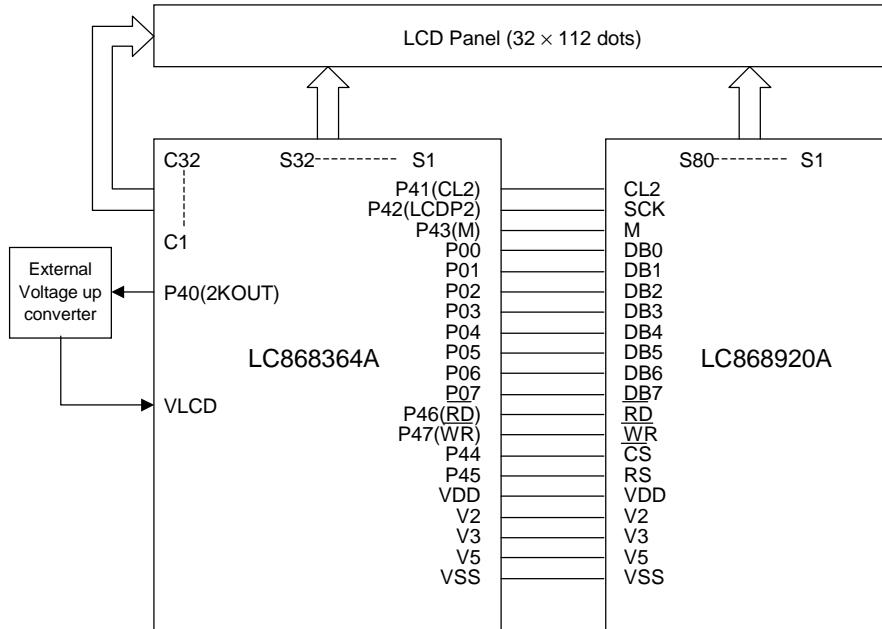 LCD Panel (32 × 112 dots)
C32
S32 S1
S80 S1
P41(CL2) CL2
P42(LCDP2) SCK
P43(M) M
C1
P00 DB0
P01 DB1
External
Voltage up
converter
P40(2KOUT)
P02 DB2
P03 DB3
P04 DB4
LC868364A
LC868920A
P05 DB5
P06 DB6
P07 DB7
VLCD
P46(RD) RD
P47(WR) WR
P44 CS
P45 RS
VDD VDD
V2 V2
V3 V3
V5 V5
VSS VSS